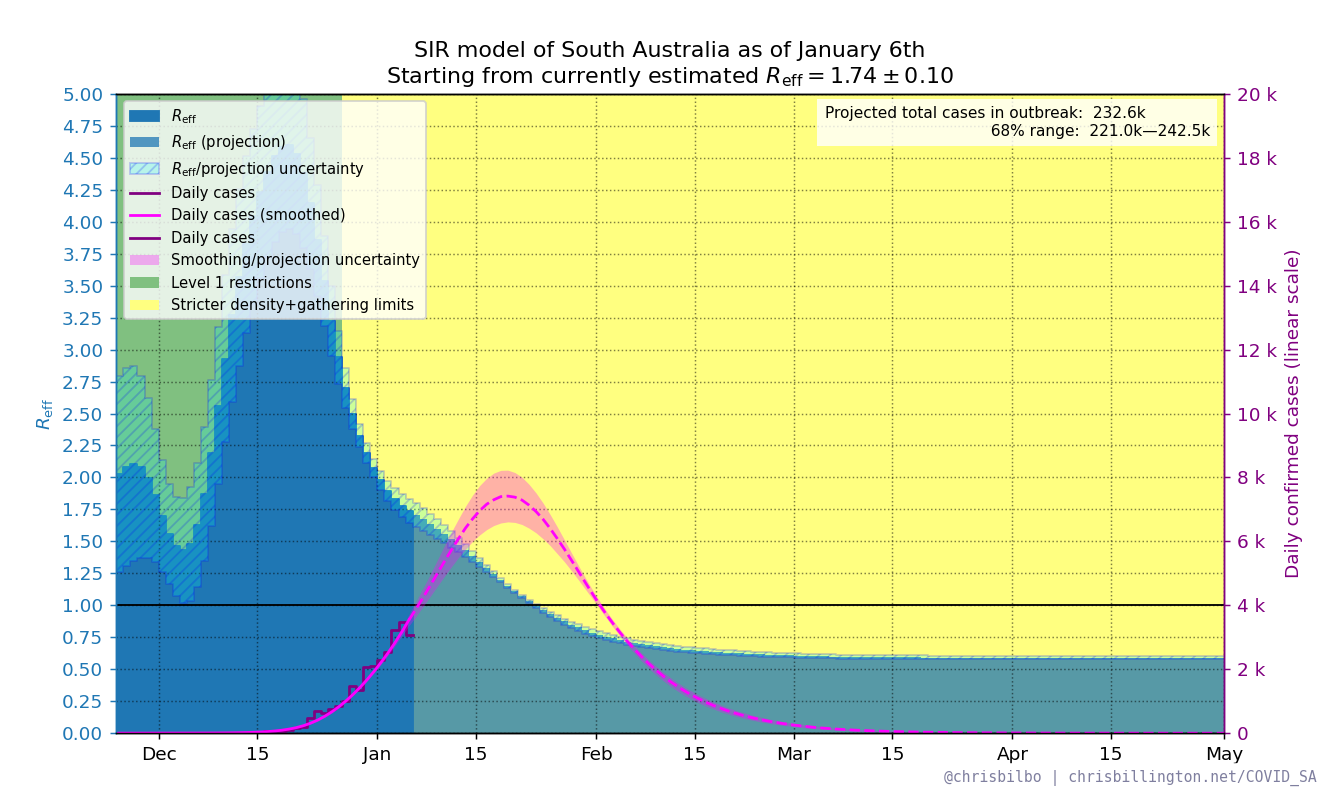 SIR model of South Australia as of January 6th
Starting from currently estimated Reff = 1.74 ± 0.10
5.00
4.75
4.50
4.25
4.00
3.75
3.50
3.25
3.00
2.75
2.50
2.25
2.00
1.75
1.50
1.25
1.00
0.75
0.50
0.25
0.00
Reff
Reff
Reff (projection)
Reff/projection uncertainty
Daily cases
Daily cases (smoothed)
Daily cases
Smoothing/projection uncertainty
Level 1 restrictions
Stricter density+gathering limits
Projected total cases in outbreak: 232.6k
68% range: 221.0k—242.5k
20 k
18 k
16 k
14 k
12 k
10 k
8 k
6 k
4 k
2 k
0
Daily confirmed cases (linear scale)
Dec 15 Jan 15 Feb 15 Mar 15 Apr 15 May
@chrisbilbo | chrisbillington.net/COVID_SA